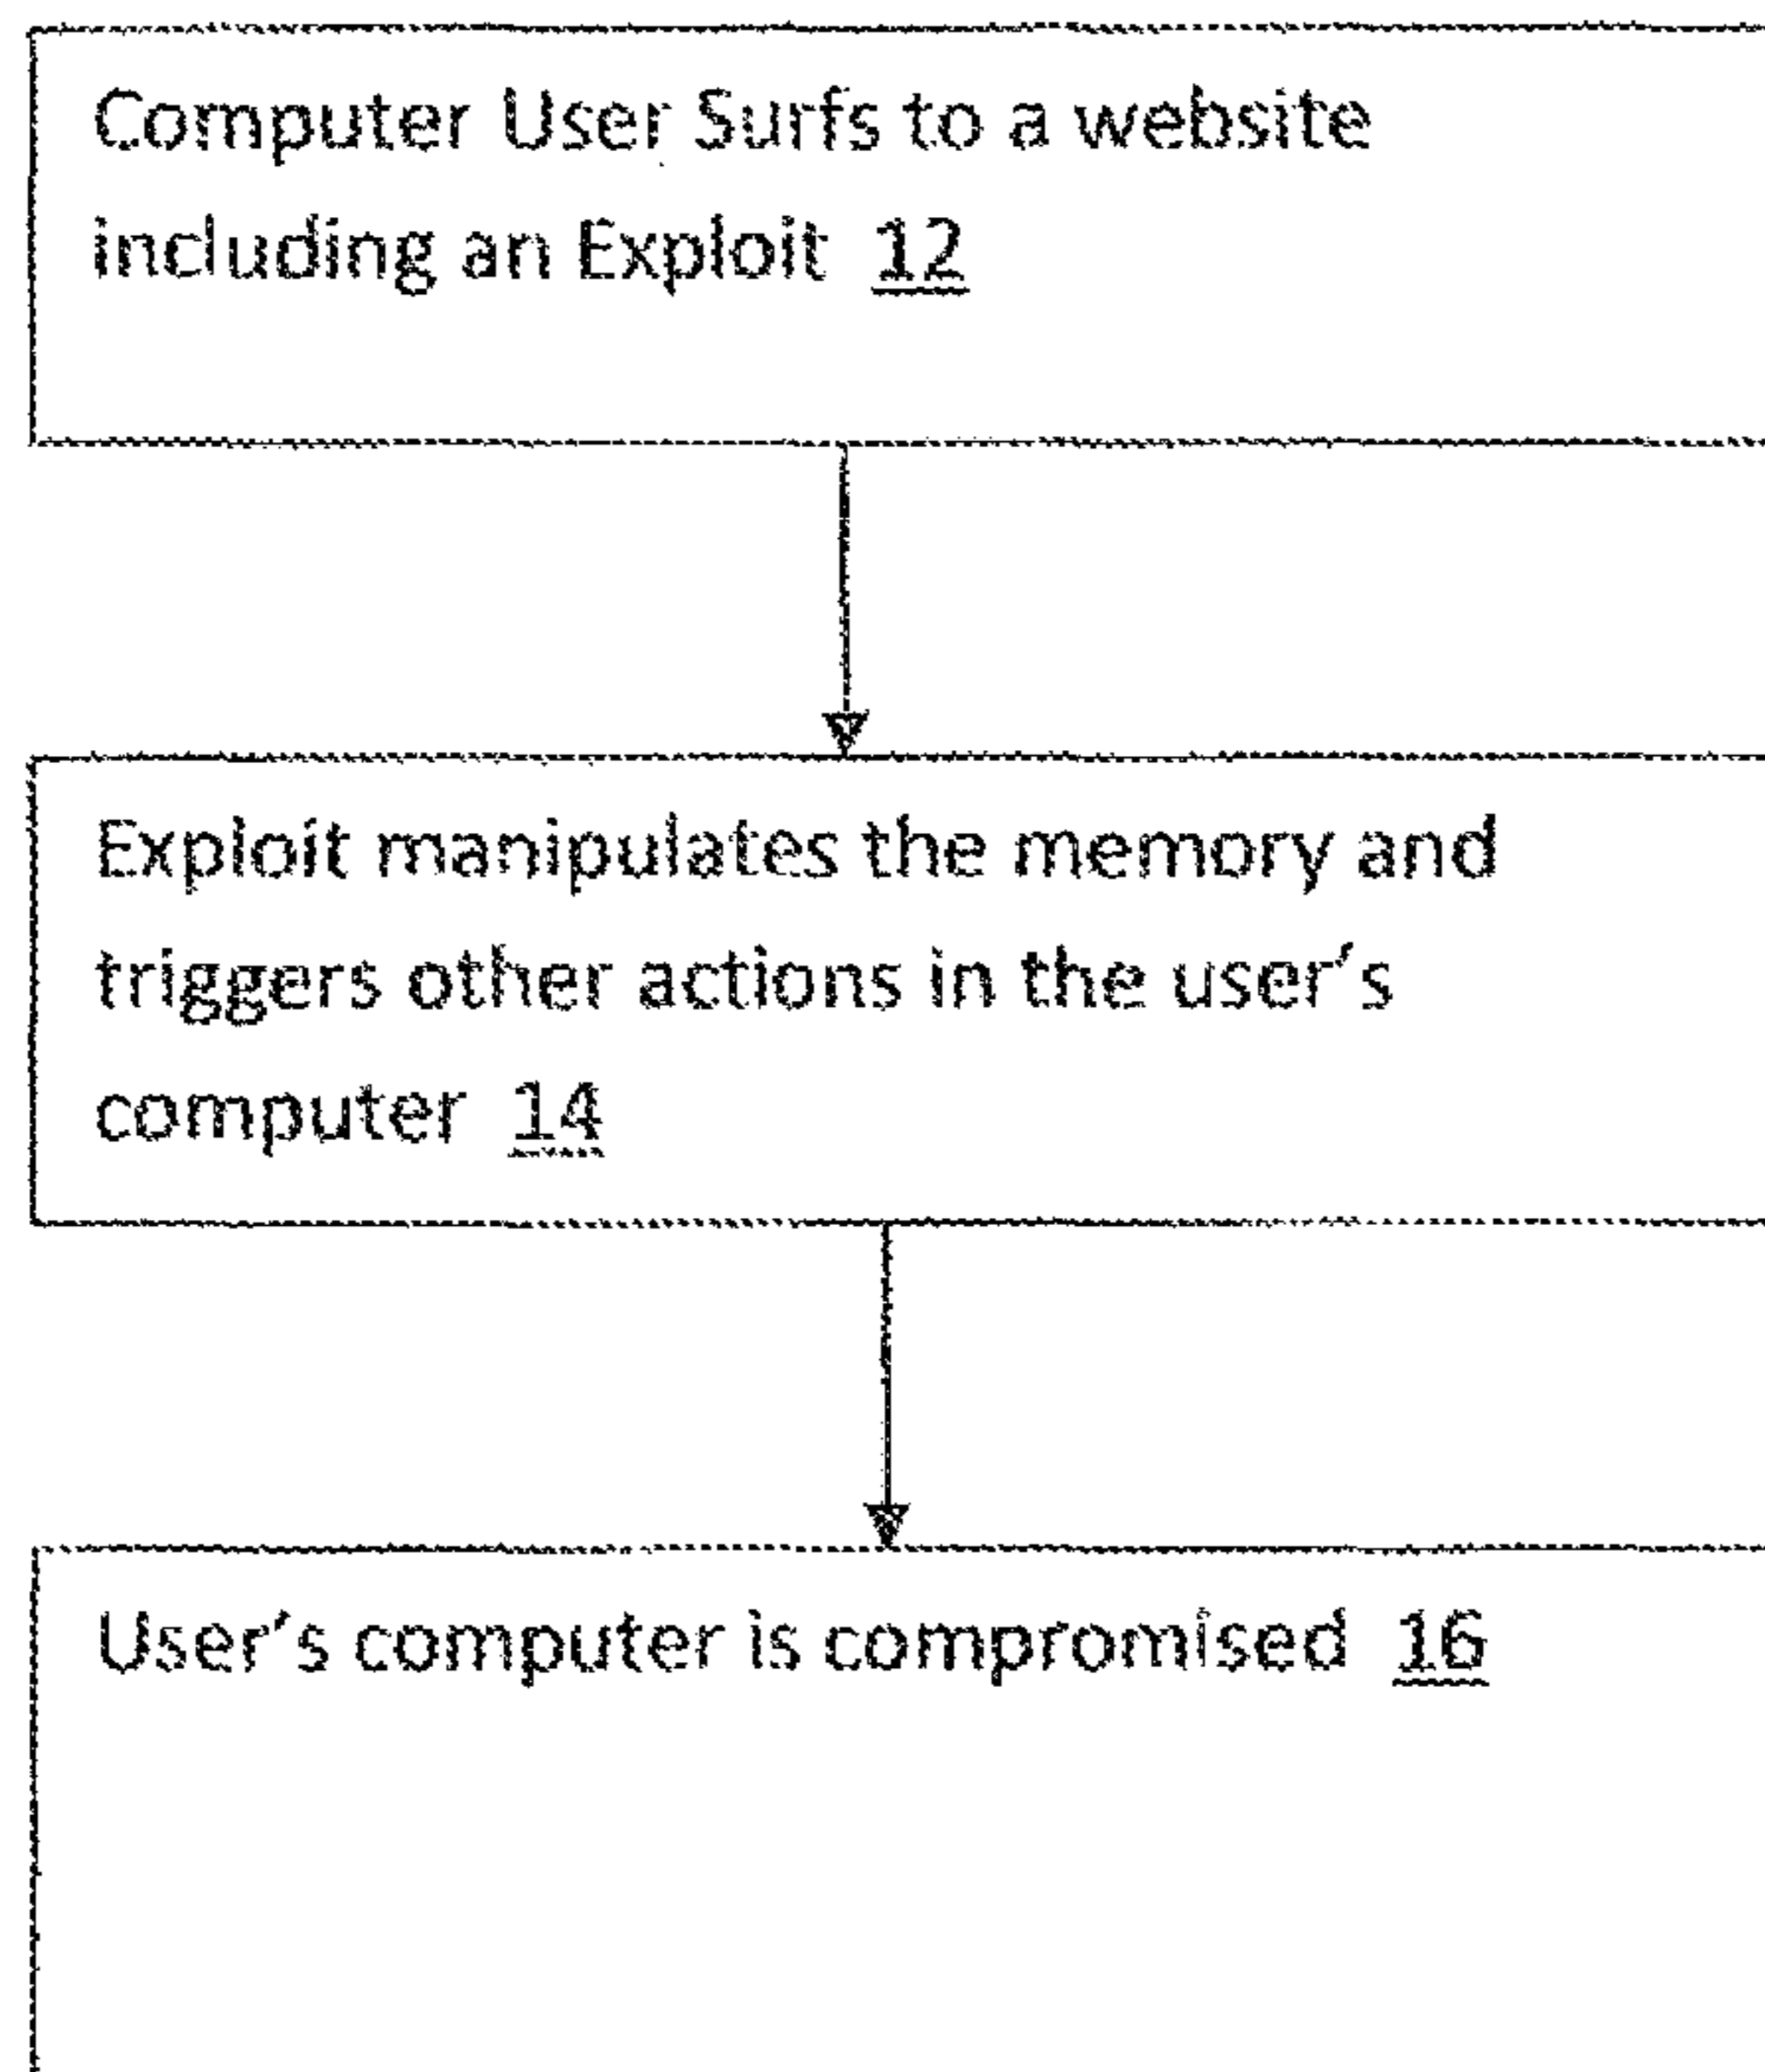 Computer User Surfs to a website
including an Exploit 12
Exploit manipulates the memory and
triggers other actions in the user's
computer 14
User's computer is compromised 16